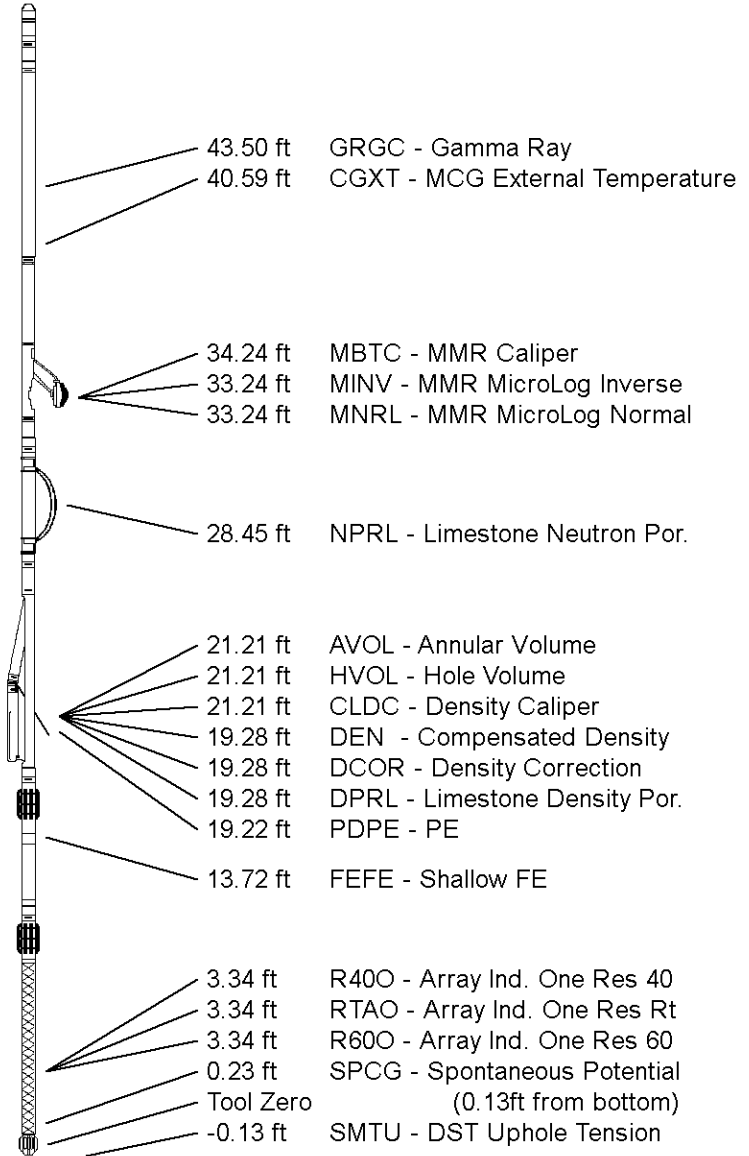 43.50 ft GRGC - Gamma Ray
40.59 ft CGXT - MCG External Temperature
34.24 ft MBTC - MMR Caliper
33.24 ft MINV - MMR MicroLog Inverse
33.24 ft MNRL - MMR MicroLog Normal
28.45 ft NPRL - Limestone Neutron Por.
21.21 ft AVOL - Annular Volume
21.21 ft HVOL - Hole Volume
21.21 ft CLDC - Density Caliper
19.28 ft DEN - Compensated Density
19.28 ft DCOR - Density Correction
19.28 ft DPRL - Limestone Density Por.
19.22 ft PDPE - PE
13.72 ft FEFE - Shallow FE
3.34 ft R40O - Array Ind. One Res 40
3.34 ft RTAO - Array Ind. One Res Rt
3.34 ft R60O - Array Ind. One Res 60
0.23 ft SPCG - Spontaneous Potential
Tool Zero (0.13ft from bottom)
-0.13 ft SMTU - DST Uphole Tension